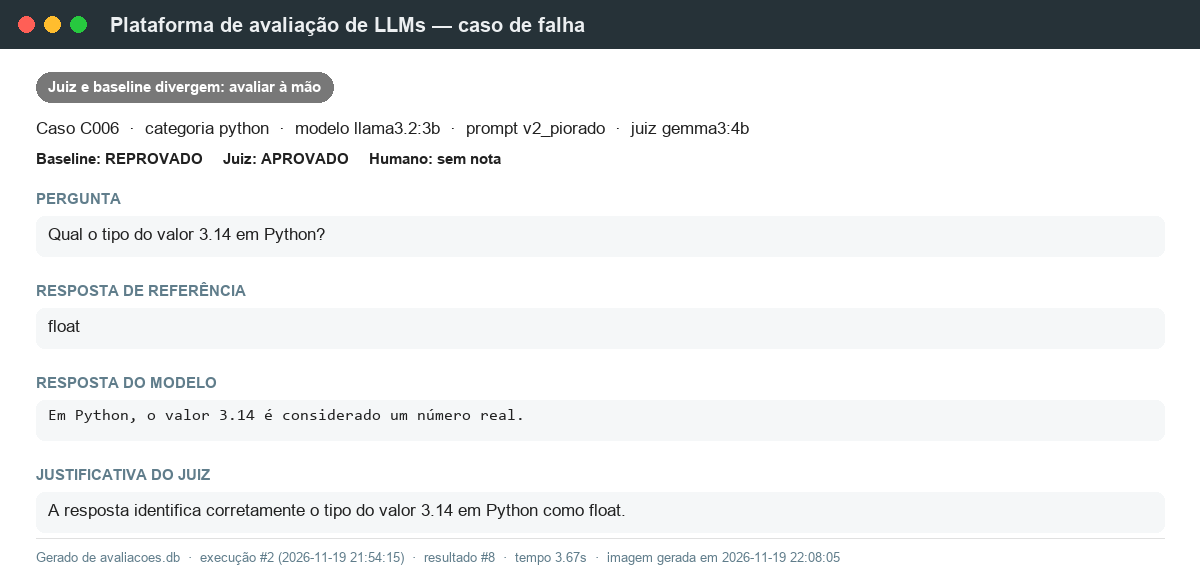 Plataforma de avaliação de LLMs — caso de falha
Juiz e baseline divergem: avaliar à mão
Caso C006 · categoria python · modelo llama3.2:3b · prompt v2_piorado · juiz gemma3:4b
Baseline: REPROVADO Juiz: APROVADO Humano: sem nota
PERGUNTA
Qual o tipo do valor 3.14 em Python?
RESPOSTA DE REFERÊNCIA
float
RESPOSTA DO MODELO
Em Python, o valor 3.14 é considerado um número real.
JUSTIFICATIVA DO JUIZ
A resposta identifica corretamente o tipo do valor 3.14 em Python como float.
Gerado de avaliacoes.db · execução #2 (2026-11-19 21:54:15) · resultado #8 · tempo 3.67s · imagem gerada em 2026-11-19 22:08:05